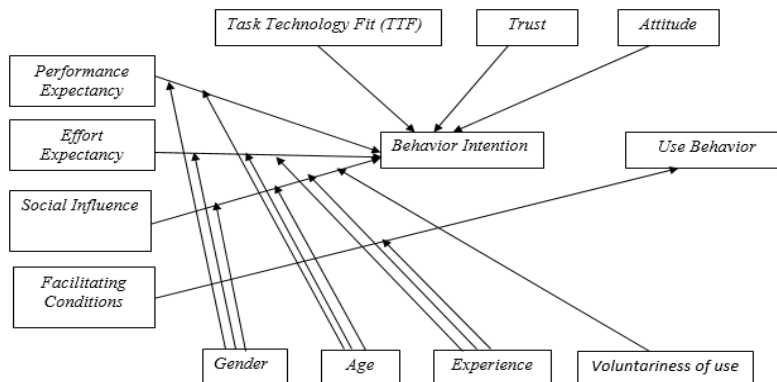 Task Technology Fit (TTF)
Trust
Attitude
Performance
Expectancy
Effort
Expectancy
Behavior Intention
Use Behavior
Social Influence
Facilitating
Conditions
Gender
Age
Experience
Voluntariness of use